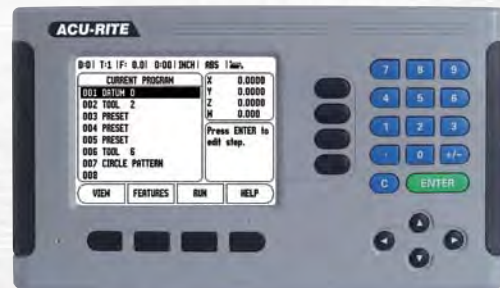 ACU-RITE
D:0 T:1 F: 0.0 0:00 INCH ABS
CURRENT PROGRAM
001 DATUM 0
002 TOOL 2
003 PRESET
004 PRESET
005 PRESET
006 TOOL 6
007 CIRCLE PATTERN
008
X 0.0000
Y 0.0000
Z 0.0000
W 0.000
Press ENTER to
edit step.
VIEW FEATURES RUN HELP
7 8 9
4 5 6
1 2 3
. 0 +/-
C ENTER